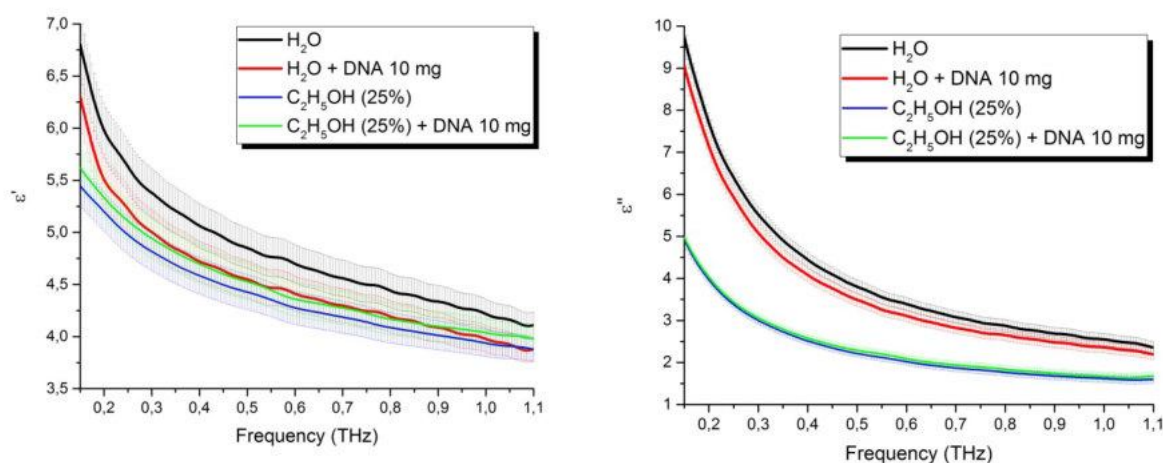 7,0
6,5
6,0
5,5
5,0
4,5
4,0
3,5
ε'
H₂O
H₂O + DNA 10 mg
C₂H₅OH (25%)
C₂H₅OH (25%) + DNA 10 mg
0,2 0,3 0,4 0,5 0,6 0,7 0,8 0,9 1,0 1,1
Frequency (THz)
10
9
8
7
6
5
4
3
2
1
ε"
H₂O
H₂O + DNA 10 mg
C₂H₅OH (25%)
C₂H₅OH (25%) + DNA 10 mg
0,2 0,3 0,4 0,5 0,6 0,7 0,8 0,9 1,0 1,1
Frequency (THz)